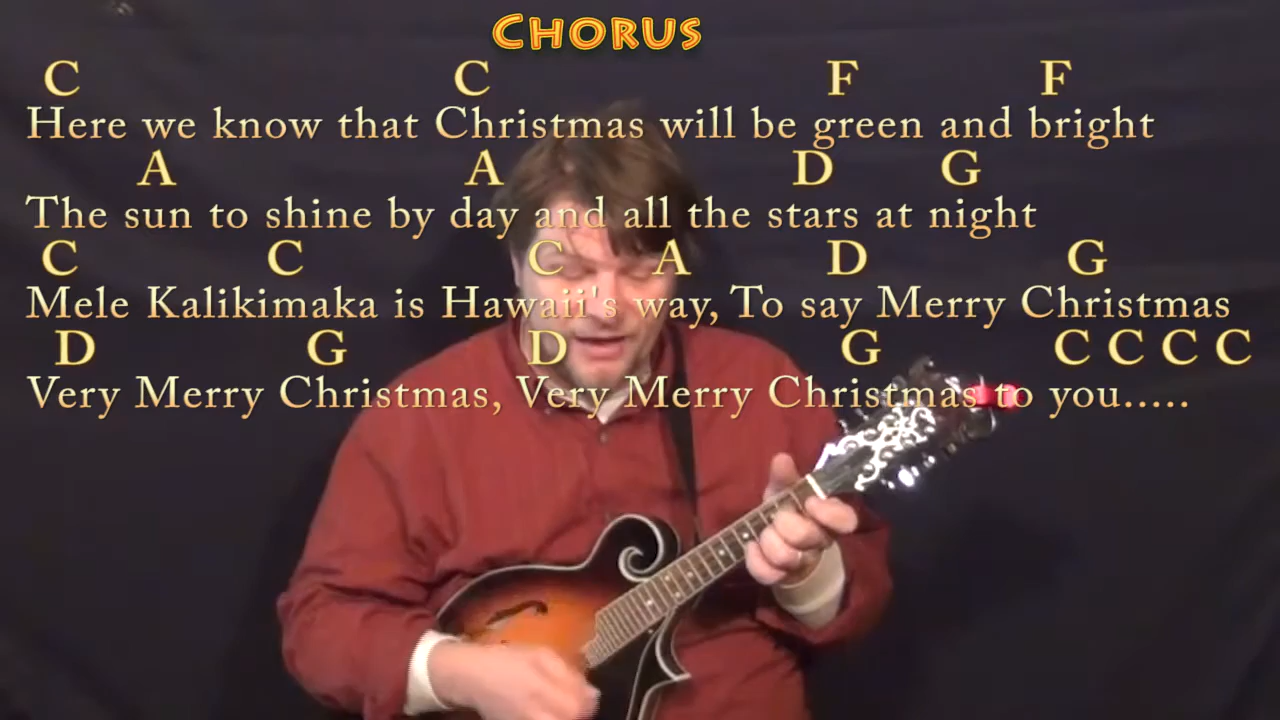 CHORUS
C C F F
Here we know that Christmas will be green and bright
A A D G
The sun to shine by day and all the stars at night
C C C A D G
Mele Kalikimaka is Hawaii's way, To say Merry Christmas
D G D G C C C C
Very Merry Christmas, Very Merry Christmas to you.....